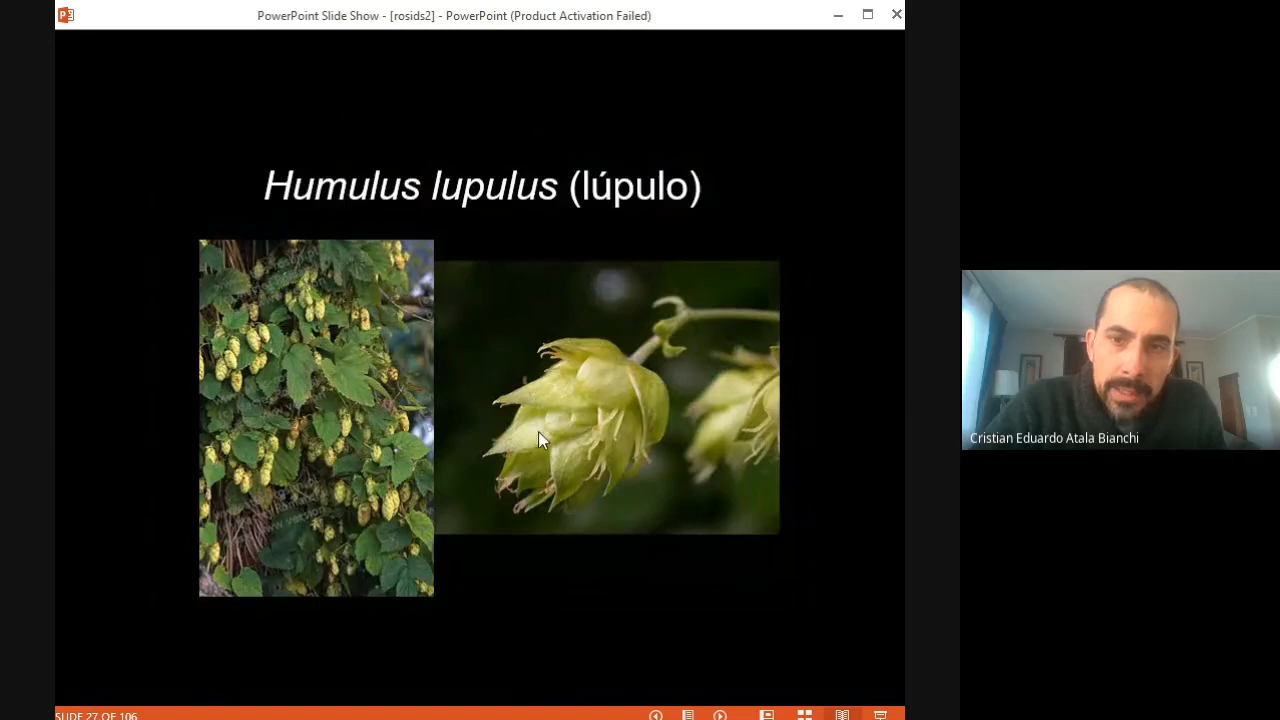 PowerPoint Slide Show - [rosids2] - PowerPoint (Product Activation Failed)
Humulus lupulus (lúpulo)
Cristian Eduardo Atala Bianchi
SLIDE 27 OF 106